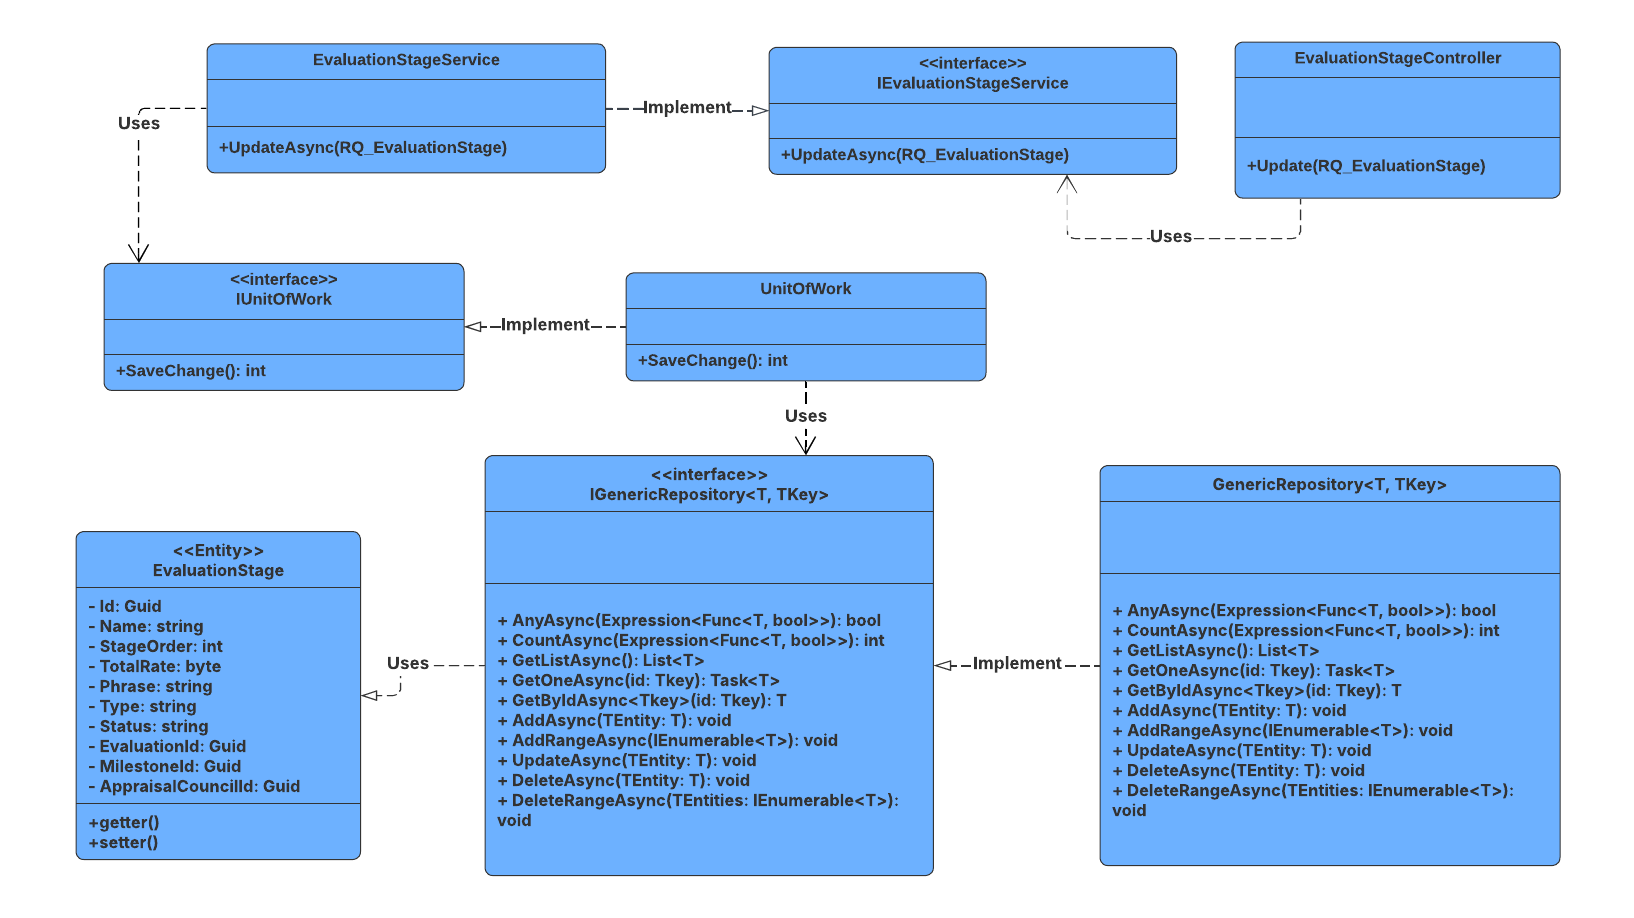 EvaluationStageService
+UpdateAsync(RQ_EvaluationStage)
Implement
<<interface>>
IEvaluationStageService
+UpdateAsync(RQ_EvaluationStage)
EvaluationStageController
+Update(RQ_EvaluationStage)
Uses
Uses
<<interface>>
IUnitOfWork
+SaveChange(): int
Implement
UnitOfWork
+SaveChange(): int
Uses
<<Entity>>
EvaluationStage
- Id: Guid
- Name: string
- StageOrder: int
- TotalRate: byte
- Phrase: string
- Type: string
- Status: string
- EvaluationId: Guid
- MilestoneId: Guid
- AppraisalCouncilId: Guid
+getter()
+setter()
Uses
<<interface>>
IGenericRepository<T, TKey>
+ AnyAsync(Expression<Func<T, bool>>): bool
+ CountAsync(Expression<Func<T, bool>>): int
+ GetListAsync(): List<T>
+ GetOneAsync(id: Tkey): Task<T>
+ GetByIdAsync<Tkey>(id: Tkey): T
+ AddAsync(TEntity: T): void
+ AddRangeAsync(IEnumerable<T>): void
+ UpdateAsync(TEntity: T): void
+ DeleteAsync(TEntity: T): void
+ DeleteRangeAsync(TEntities: IEnumerable<T>):
void
Implement
GenericRepository<T, TKey>
+ AnyAsync(Expression<Func<T, bool>>): bool
+ CountAsync(Expression<Func<T, bool>>): int
+ GetListAsync(): List<T>
+ GetOneAsync(id: Tkey): Task<T>
+ GetByIdAsync<Tkey>(id: Tkey): T
+ AddAsync(TEntity: T): void
+ AddRangeAsync(IEnumerable<T>): void
+ UpdateAsync(TEntity: T): void
+ DeleteAsync(TEntity: T): void
+ DeleteRangeAsync(TEntities: IEnumerable<T>):
void